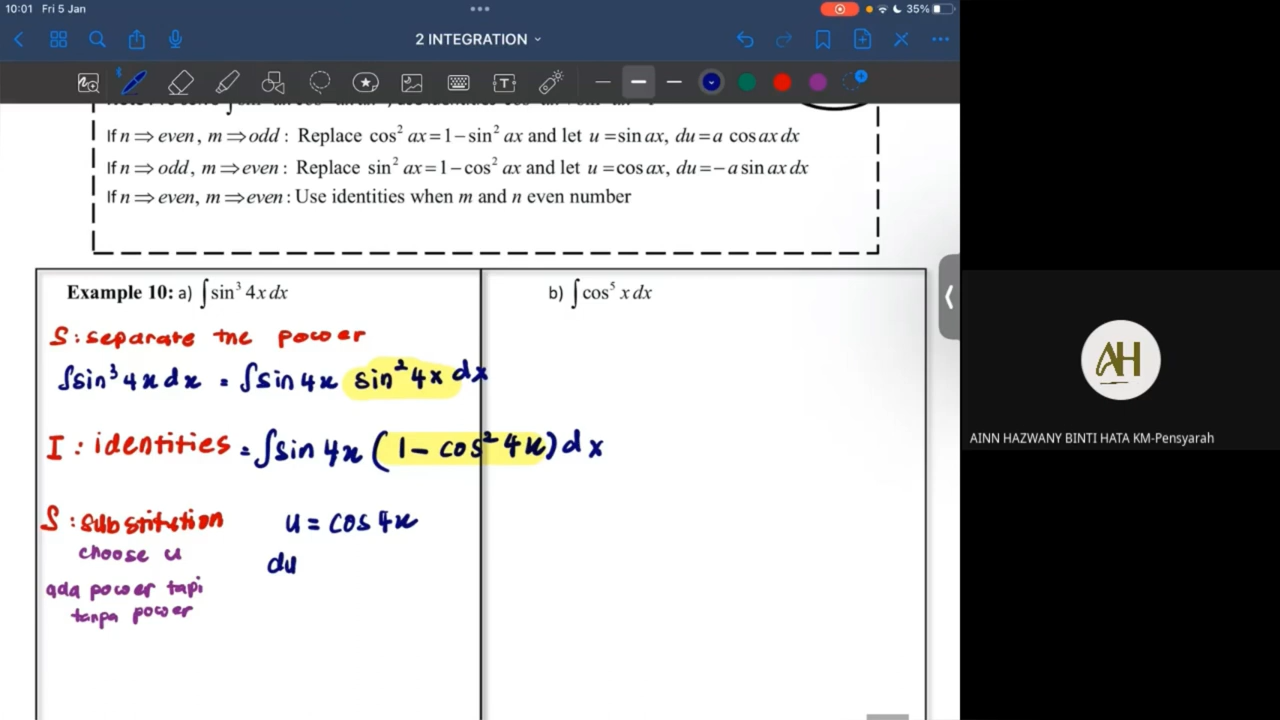 10:01 Fri 5 Jan
35%
2 INTEGRATION
If n ⇒ even, m ⇒ odd : Replace cos² ax = 1 − sin² ax and let u = sin ax, du = a cos ax dx
If n ⇒ odd, m ⇒ even : Replace sin² ax = 1 − cos² ax and let u = cos ax, du = −a sin ax dx
If n ⇒ even, m ⇒ even : Use identities when m and n even number
Example 10: a) ∫ sin³ 4x dx
b) ∫ cos⁵ x dx
S : separate the power
∫sin³ 4x dx = ∫sin 4x sin² 4x dx
I : identities = ∫sin 4x (1 − cos² 4x) dx
S : substitution u = cos 4x
choose u
du
ada power tapi
tanpa power
AH
AINN HAZWANY BINTI HATA KM-Pensyarah